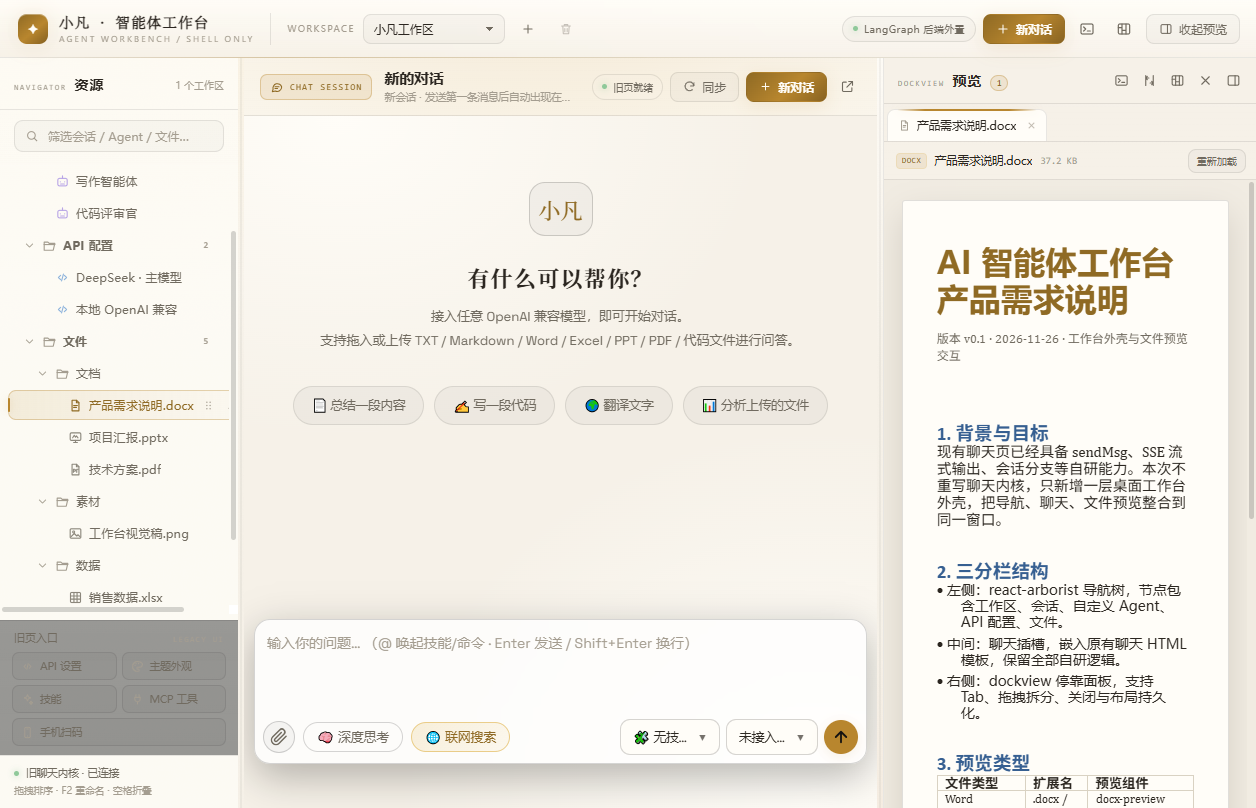 小凡 · 智能体工作台
AGENT WORKBENCH / SHELL ONLY
WORKSPACE
小凡工作区
LangGraph 后端外置
新对话
收起预览
NAVIGATOR 资源
1 个工作区
筛选会话 / Agent / 文件...
写作智能体
代码评审官
API 配置 2
DeepSeek · 主模型
本地 OpenAI 兼容
文件 5
文档
产品需求说明.docx
项目汇报.pptx
技术方案.pdf
素材
工作台视觉稿.png
数据
销售数据.xlsx
旧页入口
API 设置
主题外观
技能
MCP 工具
手机扫码
旧聊天内核 · 已连接
拖拽排序 · F2 重命名 · 空格折叠
CHAT SESSION
新的对话
新会话 · 发送第一条消息后自动出现在...
旧页就绪
同步
新对话
小凡
有什么可以帮你?
接入任意 OpenAI 兼容模型，即可开始对话。
支持拖入或上传 TXT / Markdown / Word / Excel / PPT / PDF / 代码文件进行问答。
总结一段内容
写一段代码
翻译文字
分析上传的文件
输入你的问题... （@ 唤起技能/命令 · Enter 发送 / Shift+Enter 换行）
深度思考
联网搜索
无技...
未接入...
DOCKVIEW 预览 1
产品需求说明.docx
DOCX 产品需求说明.docx 37.2 KB
重新加载
AI 智能体工作台
产品需求说明
版本 v0.1 · 2026-11-26 · 工作台外壳与文件预览
交互
1. 背景与目标
现有聊天页已经具备 sendMsg、SSE 流
式输出、会话分支等自研能力。本次不
重写聊天内核，只新增一层桌面工作台
外壳，把导航、聊天、文件预览整合到
同一窗口。
2. 三分栏结构
• 左侧：react-arborist 导航树，节点包
含工作区、会话、自定义 Agent、
API 配置、文件。
• 中间：聊天插槽，嵌入原有聊天 HTML
模板，保留全部自研逻辑。
• 右侧：dockview 停靠面板，支持
Tab、拖拽拆分、关闭与布局持久
化。
3. 预览类型
文件类型 扩展名 预览组件
Word .docx / docx-preview